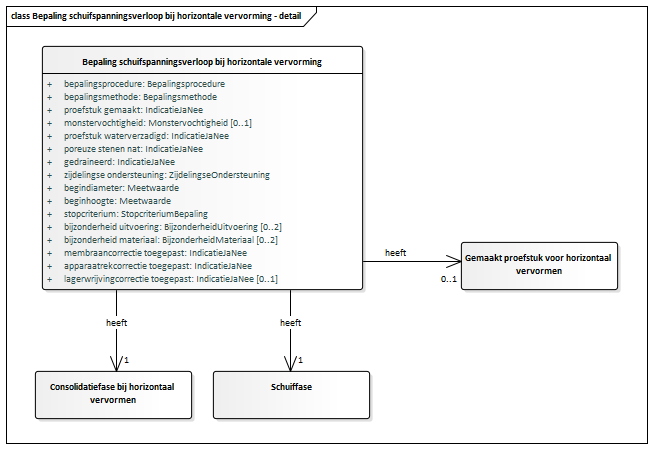 class Bepaling schuifspanningsverloop bij horizontale vervorming - detail
Bepaling schuifspanningsverloop bij horizontale vervorming
+ bepalingsprocedure: Bepalingsprocedure
+ bepalingsmethode: Bepalingsmethode
+ proefstuk gemaakt: IndicatieJaNee
+ monstervochtigheid: Monstervochtigheid [0..1]
+ proefstuk waterverzadigd: IndicatieJaNee
+ poreuze stenen nat: IndicatieJaNee
+ gedraineerd: IndicatieJaNee
+ zijdelingse ondersteuning: ZijdelingseOndersteuning
+ begindiameter: Meetwaarde
+ beginhoogte: Meetwaarde
+ stopcriterium: StopcriteriumBepaling
+ bijzonderheid uitvoering: BijzonderheidUitvoering [0..2]
+ bijzonderheid materiaal: BijzonderheidMateriaal [0..2]
+ membraancorrectie toegepast: IndicatieJaNee
+ apparaatrekcorrectie toegepast: IndicatieJaNee
+ lagerwrijvingcorrectie toegepast: IndicatieJaNee [0..1]
heeft
0..1
Gemaakt proefstuk voor horizontaal
vervormen
heeft
1
heeft
1
Consolidatiefase bij horizontaal
vervormen
Schuiffase